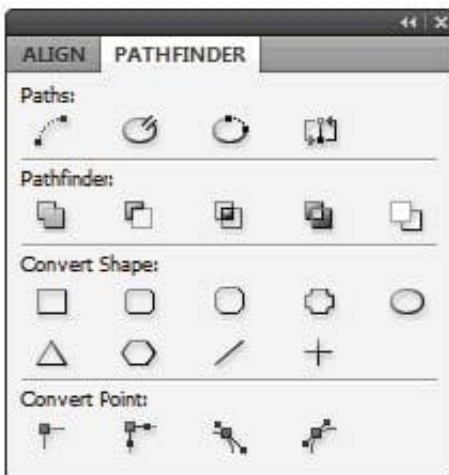 ALIGN PATHFINDER
Paths:
Pathfinder:
Convert Shape:
Convert Point: